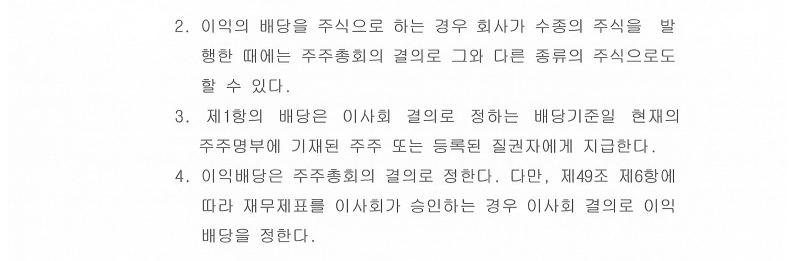 2. 이익의 배당을 주식으로 하는 경우 회사가 수종의 주식을 발
행한 때에는 주주총회의 결의로 그와 다른 종류의 주식으로도
할 수 있다.
3. 제1항의 배당은 이사회 결의로 정하는 배당기준일 현재의
주주명부에 기재된 주주 또는 등록된 질권자에게 지급한다.
4. 이익배당은 주주총회의 결의로 정한다. 다만, 제49조 제6항에
따라 재무제표를 이사회가 승인하는 경우 이사회 결의로 이익
배당을 정한다.